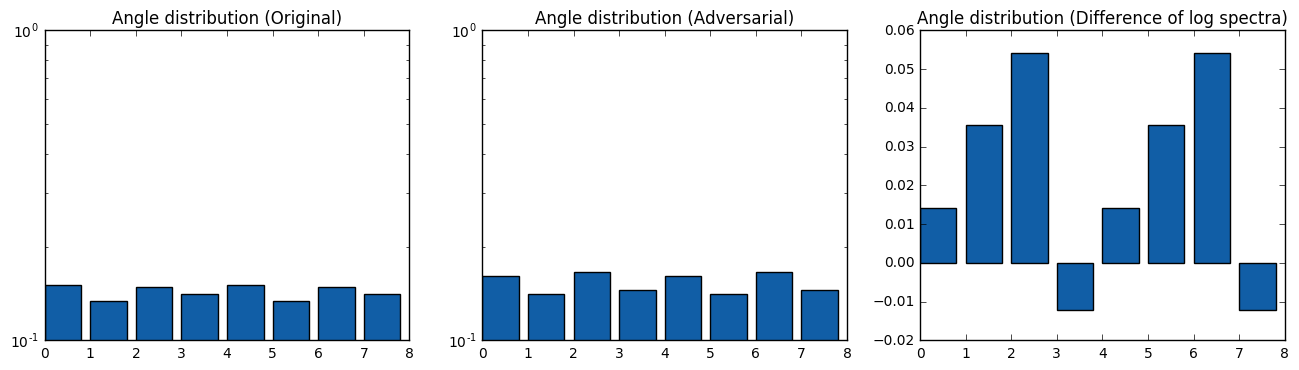 Angle distribution (Original)
10^0
10^-1
0 1 2 3 4 5 6 7 8
Angle distribution (Adversarial)
10^0
10^-1
0 1 2 3 4 5 6 7 8
Angle distribution (Difference of log spectra)
0.06
0.05
0.04
0.03
0.02
0.01
0.00
−0.01
−0.02
0 1 2 3 4 5 6 7 8